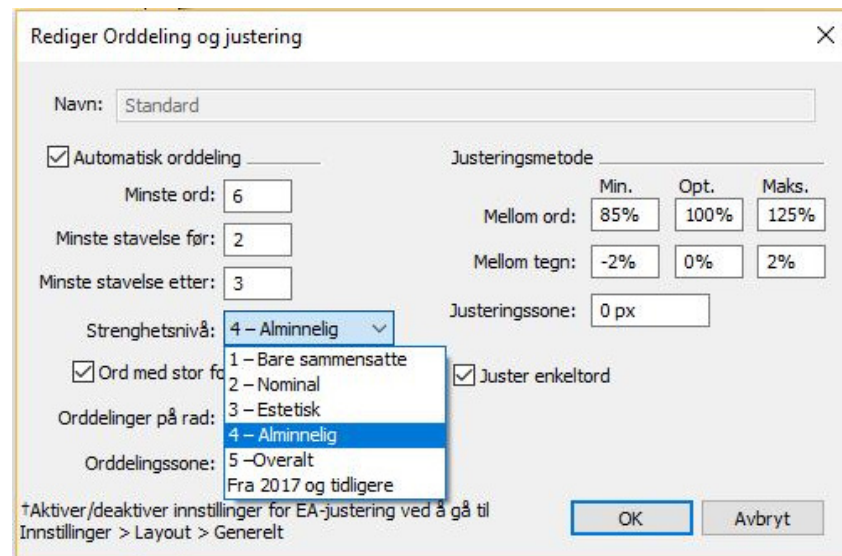 Rediger Orddeling og justering
Navn: Standard
Automatisk orddeling
Minste ord: 6
Minste stavelse før: 2
Minste stavelse etter: 3
Strenghetsnivå: 4 – Alminnelig
1 – Bare sammensatte
2 – Nominal
3 – Estetisk
4 – Alminnelig
5 –Overalt
Fra 2017 og tidligere
Ord med stor fo
Orddelinger på rad:
Orddelingssone:
Justeringsmetode
Min. Opt. Maks.
Mellom ord: 85% 100% 125%
Mellom tegn: -2% 0% 2%
Justeringssone: 0 px
Juster enkeltord
†Aktiver/deaktiver innstillinger for EA-justering ved å gå til
Innstillinger > Layout > Generelt
OK Avbryt